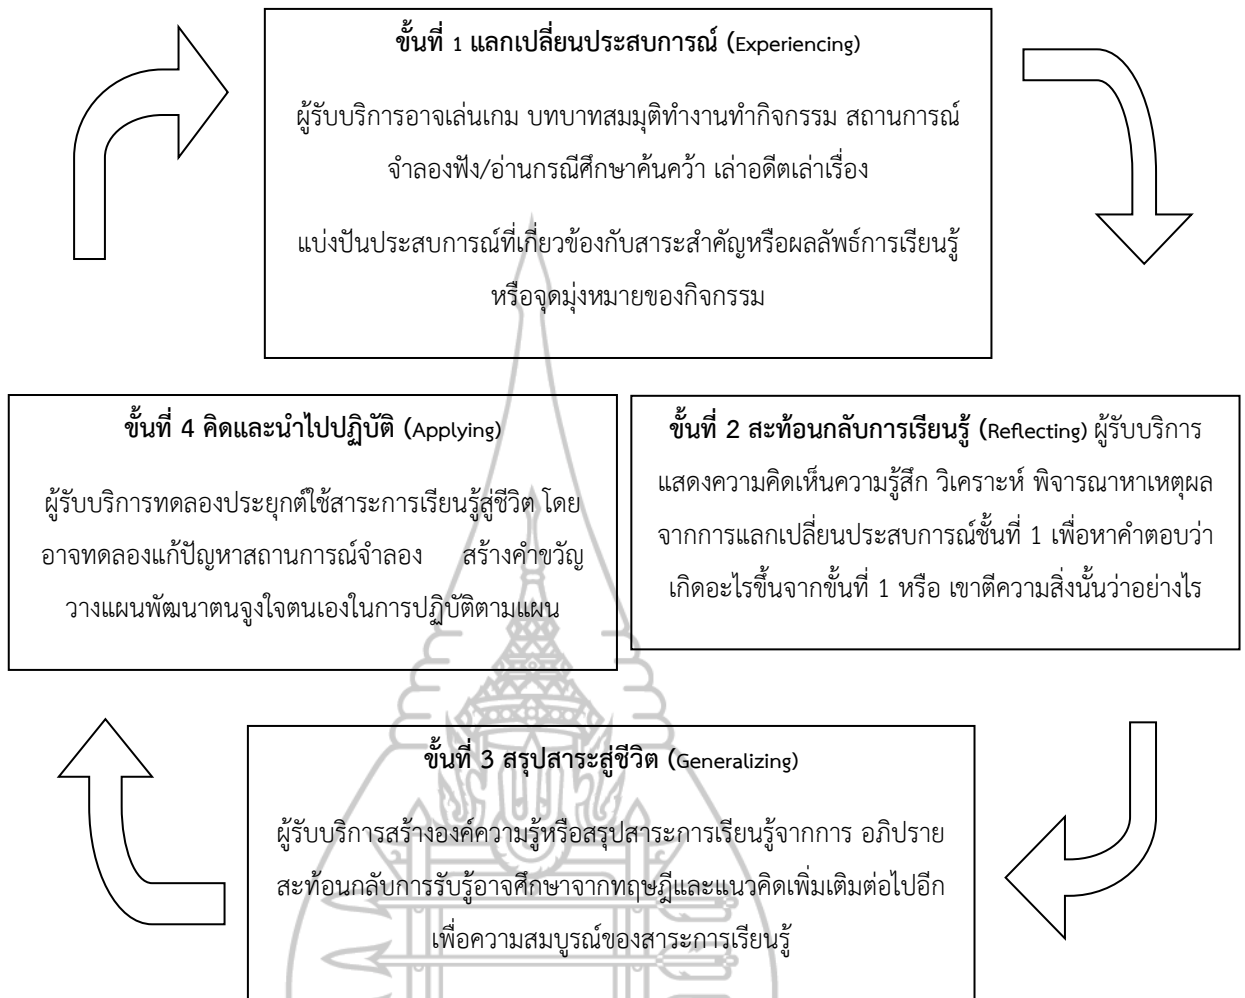 ขั้นที่ 1 แลกเปลี่ยนประสบการณ์ (Experiencing)
ผู้รับบริการอาจเล่นเกม บทบาทสมมุติทำงานทำกิจกรรม สถานการณ์
จำลองฟัง/อ่านกรณีศึกษาค้นคว้า เล่าอดีตเล่าเรื่อง
แบ่งปันประสบการณ์ที่เกี่ยวข้องกับสาระสำคัญหรือผลลัพธ์การเรียนรู้
หรือจุดมุ่งหมายของกิจกรรม
ขั้นที่ 2 สะท้อนกลับการเรียนรู้ (Reflecting) ผู้รับบริการ
แสดงความคิดเห็นความรู้สึก วิเคราะห์ พิจารณาหาเหตุผล
จากการแลกเปลี่ยนประสบการณ์ชั้นที่ 1 เพื่อหาคำตอบว่า
เกิดอะไรขึ้นจากขั้นที่ 1 หรือ เขาตีความสิ่งนั้นว่าอย่างไร
ขั้นที่ 3 สรุปสาระสู่ชีวิต (Generalizing)
ผู้รับบริการสร้างองค์ความรู้หรือสรุปสาระการเรียนรู้จากการ อภิปราย
สะท้อนกลับการรับรู้อาจศึกษาจากทฤษฎีและแนวคิดเพิ่มเติมต่อไปอีก
เพื่อความสมบูรณ์ของสาระการเรียนรู้
ขั้นที่ 4 คิดและนำไปปฏิบัติ (Applying)
ผู้รับบริการทดลองประยุกต์ใช้สาระการเรียนรู้สู่ชีวิต โดย
อาจทดลองแก้ปัญหาสถานการณ์จำลอง สร้างคำขวัญ
วางแผนพัฒนาตนจูงใจตนเองในการปฏิบัติตามแผน